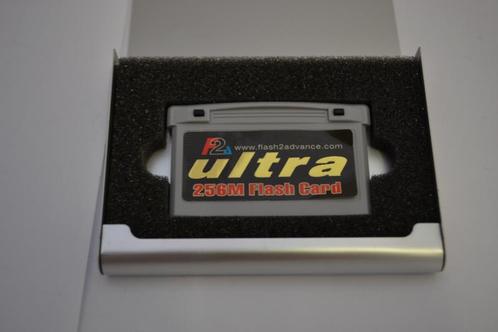 F2A www.flash2advance.com
ultra
256M Flash Card